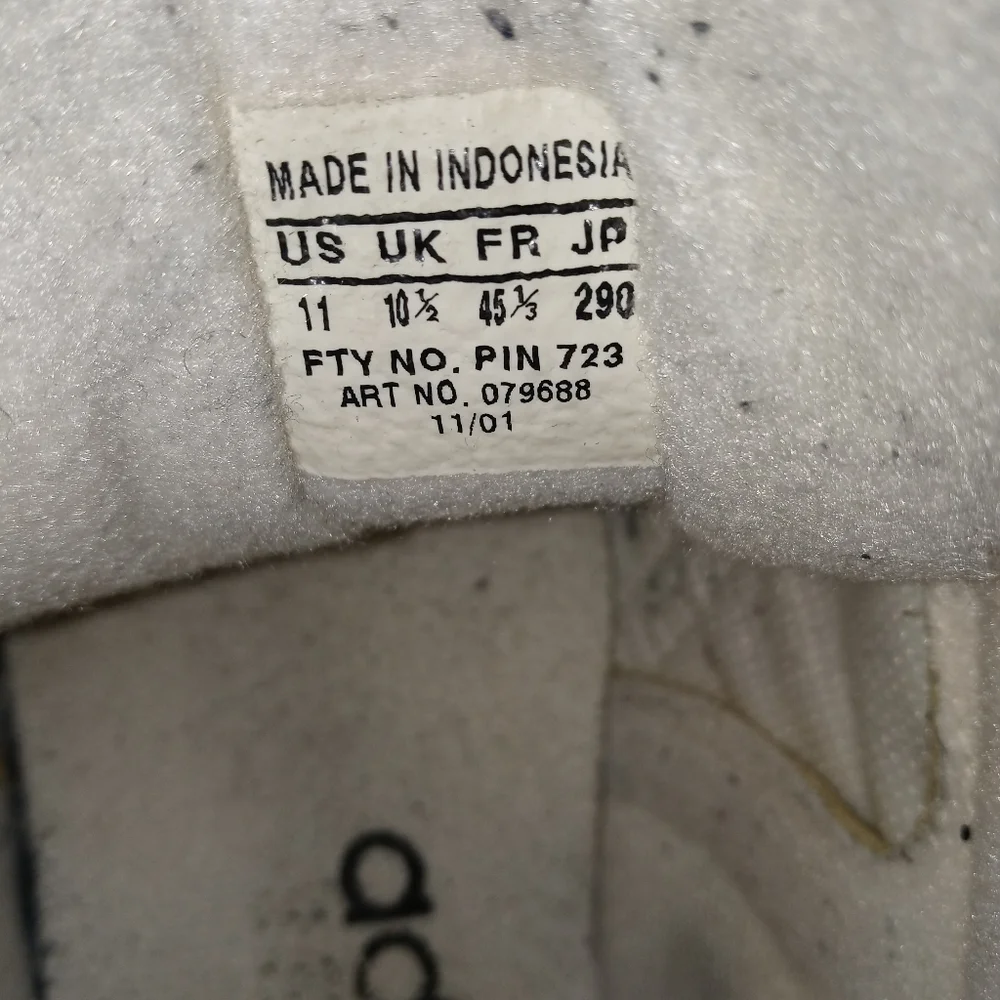 MADE IN INDONESIA
US UK FR JP
11 10½ 45⅓ 290
FTY NO. PIN 723
ART NO. 079688
11/01
ad